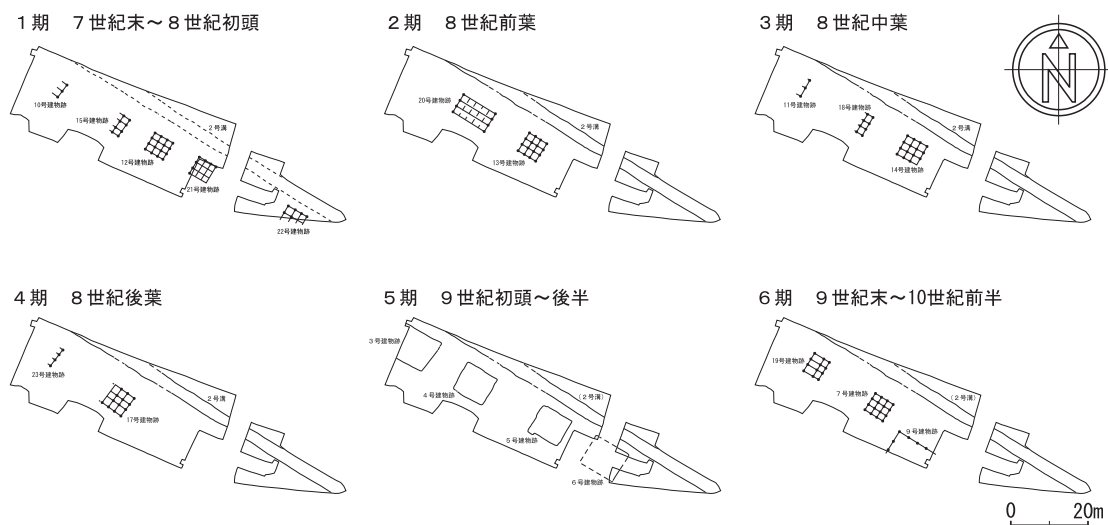 1期　7世紀末～8世紀初頭
10号建物跡
15号建物跡
12号建物跡
21号建物跡
22号建物跡
2号溝
2期　8世紀前葉
20号建物跡
13号建物跡
2号溝
3期　8世紀中葉
11号建物跡
18号建物跡
14号建物跡
2号溝
N
4期　8世紀後葉
23号建物跡
17号建物跡
2号溝
5期　9世紀初頭～後半
3号建物跡
4号建物跡
5号建物跡
6号建物跡
(2号溝)
6期　9世紀末～10世紀前半
19号建物跡
7号建物跡
9号建物跡
(2号溝)
0　20m